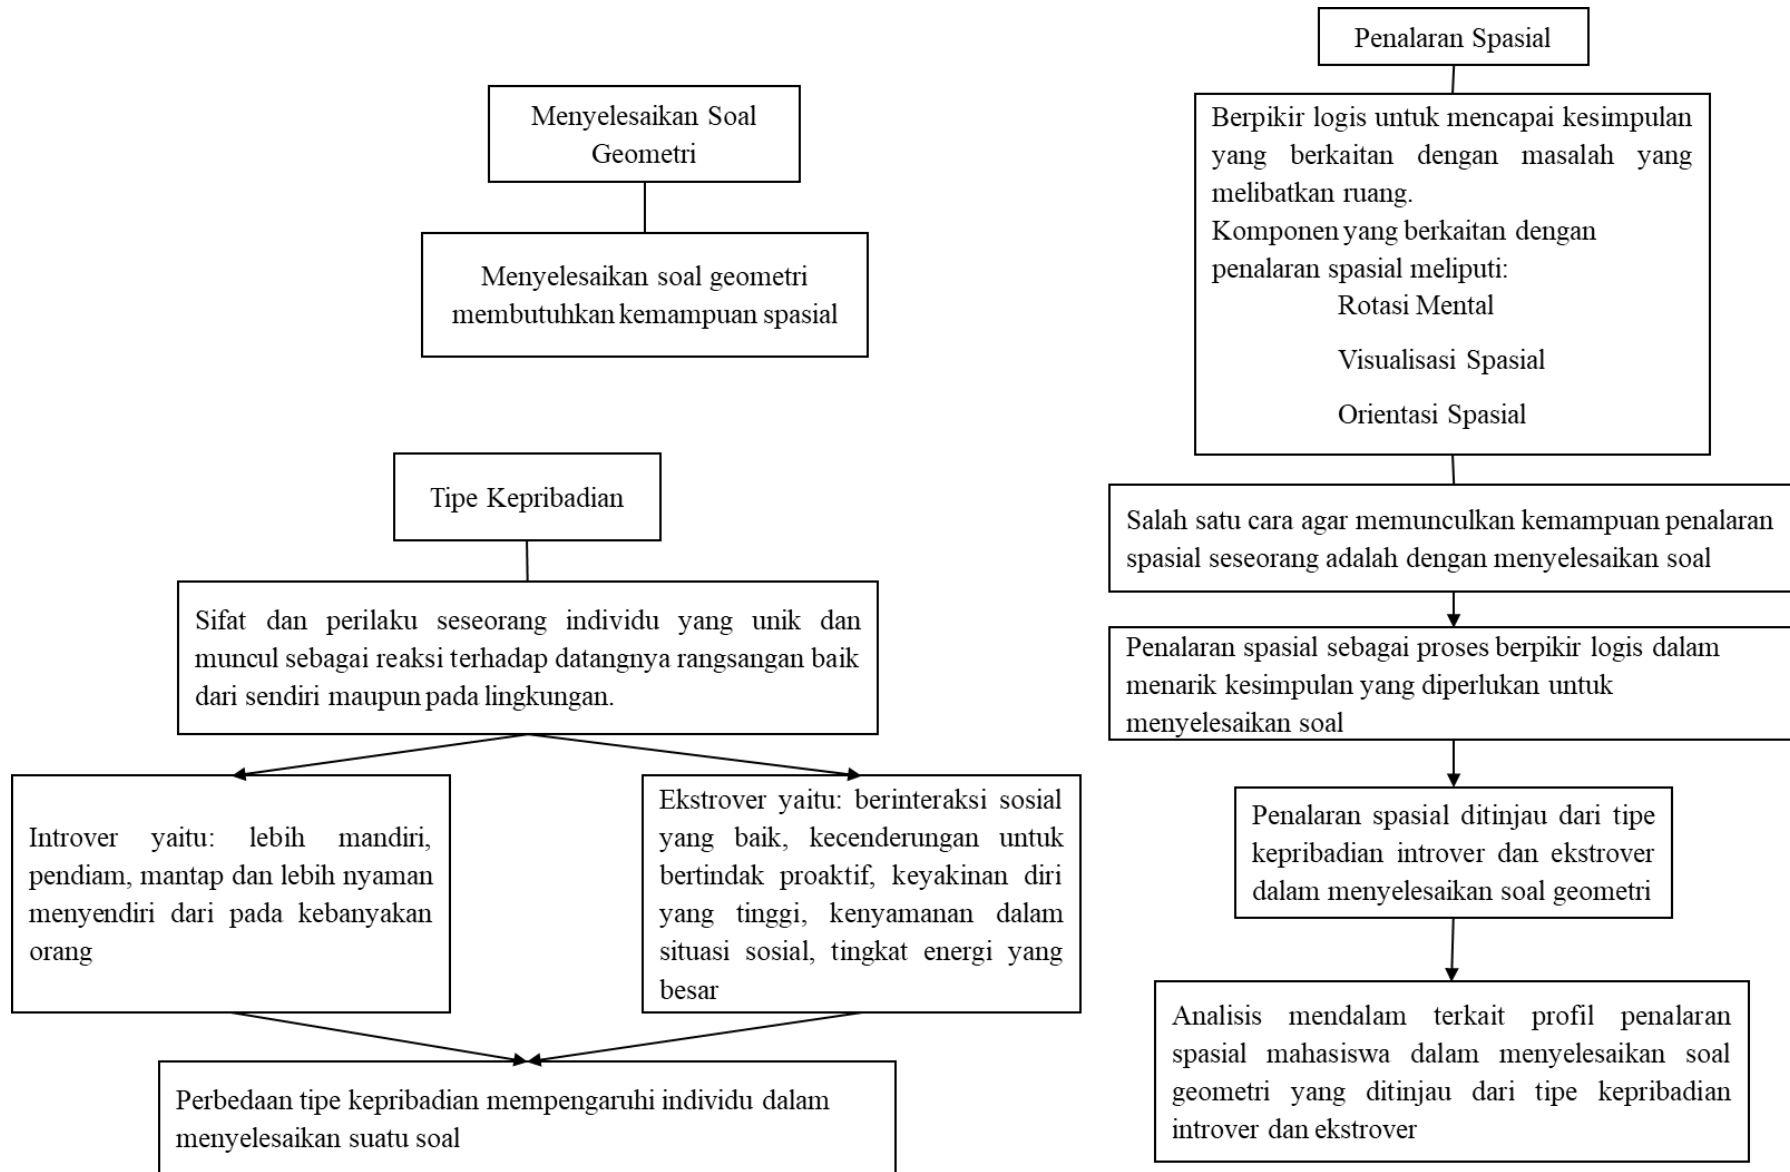 Menyelesaikan Soal
Geometri
Menyelesaikan soal geometri
membutuhkan kemampuan spasial
Tipe Kepribadian
Sifat dan perilaku seseorang individu yang unik dan
muncul sebagai reaksi terhadap datangnya rangsangan baik
dari sendiri maupun pada lingkungan.
Introver yaitu: lebih mandiri,
pendiam, mantap dan lebih nyaman
menyendiri dari pada kebanyakan
orang
Ekstrover yaitu: berinteraksi sosial
yang baik, kecenderungan untuk
bertindak proaktif, keyakinan diri
yang tinggi, kenyamanan dalam
situasi sosial, tingkat energi yang
besar
Perbedaan tipe kepribadian mempengaruhi individu dalam
menyelesaikan suatu soal
Penalaran Spasial
Berpikir logis untuk mencapai kesimpulan
yang berkaitan dengan masalah yang
melibatkan ruang.
Komponen yang berkaitan dengan
penalaran spasial meliputi:
Rotasi Mental
Visualisasi Spasial
Orientasi Spasial
Salah satu cara agar memunculkan kemampuan penalaran
spasial seseorang adalah dengan menyelesaikan soal
Penalaran spasial sebagai proses berpikir logis dalam
menarik kesimpulan yang diperlukan untuk
menyelesaikan soal
Penalaran spasial ditinjau dari tipe
kepribadian introver dan ekstrover
dalam menyelesaikan soal geometri
Analisis mendalam terkait profil penalaran
spasial mahasiswa dalam menyelesaikan soal
geometri yang ditinjau dari tipe kepribadian
introver dan ekstrover